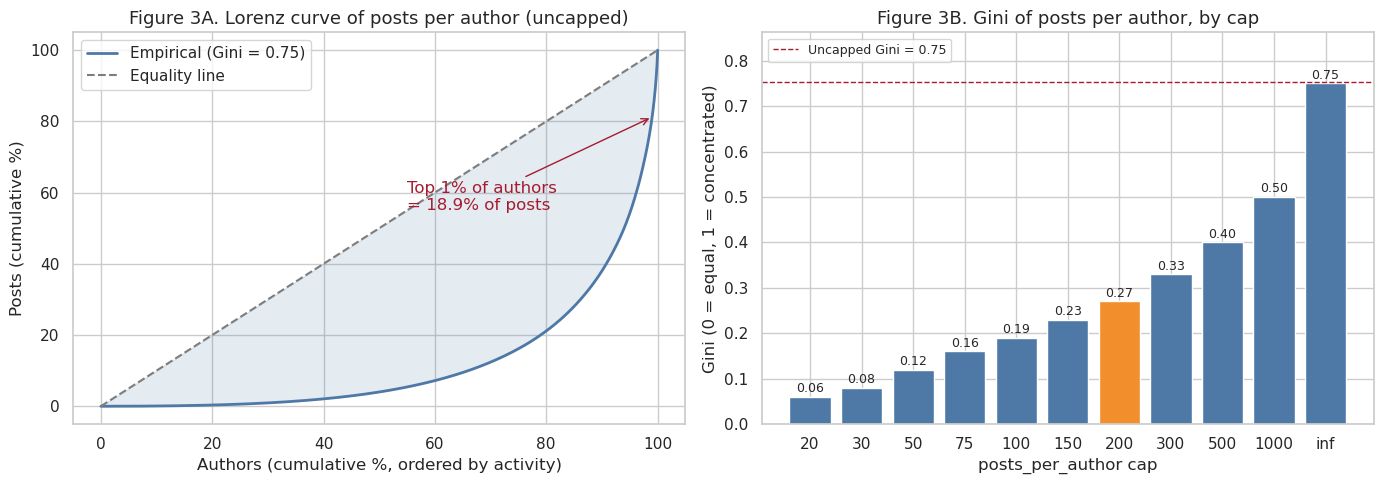 Figure 3A. Lorenz curve of posts per author (uncapped)
Empirical (Gini = 0.75)
Equality line
Top 1% of authors
= 18.9% of posts
Posts (cumulative %)
100
80
60
40
20
0
0 20 40 60 80 100
Authors (cumulative %, ordered by activity)
Figure 3B. Gini of posts per author, by cap
Uncapped Gini = 0.75
Gini (0 = equal, 1 = concentrated)
0.8
0.7
0.6
0.5
0.4
0.3
0.2
0.1
0.0
0.06 0.08 0.12 0.16 0.19 0.23 0.27 0.33 0.40 0.50 0.75
20 30 50 75 100 150 200 300 500 1000 inf
posts_per_author cap